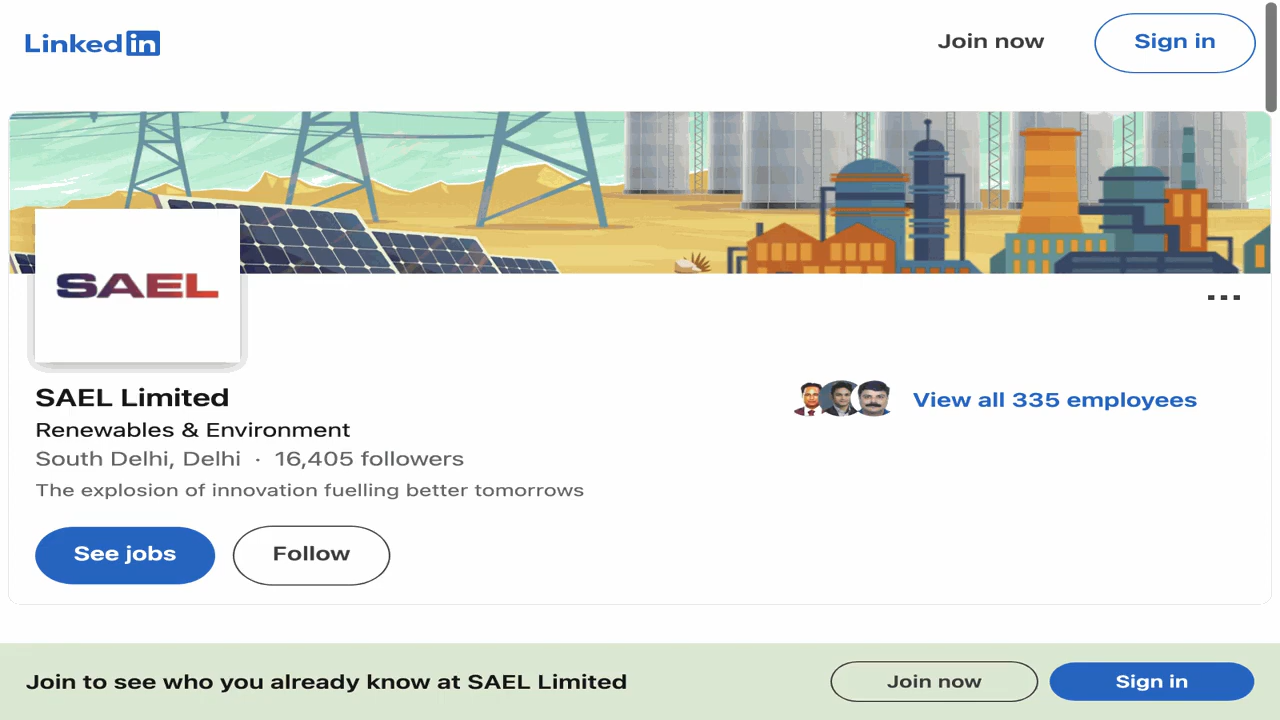 Linked in
Join now
Sign in
SAEL
SAEL Limited
Renewables & Environment
South Delhi, Delhi · 16,405 followers
The explosion of innovation fuelling better tomorrows
View all 335 employees
See jobs
Follow
Join to see who you already know at SAEL Limited
Join now
Sign in